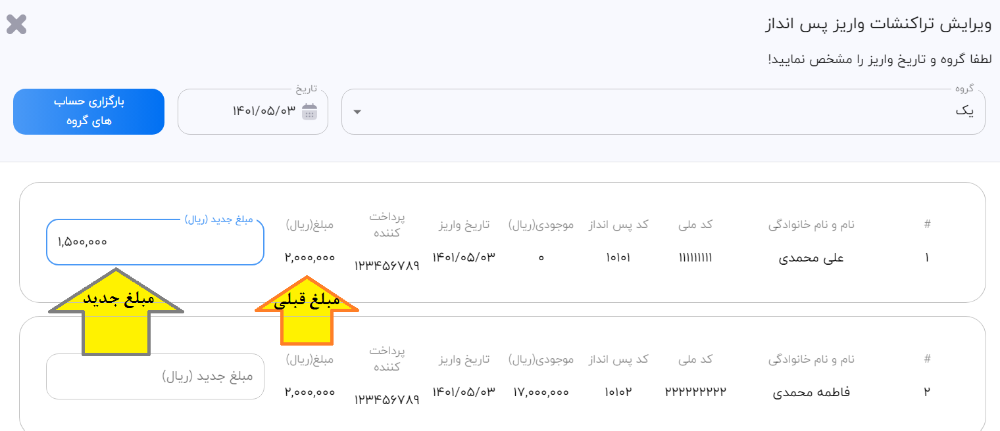 ویرایش تراکنشات واریز پس انداز
لطفا گروه و تاریخ واریز را مشخص نمایید!
گروه
یک
تاریخ
۱۴۰۱/۰۵/۰۳
بارگزاری حساب
های گروه
# نام و نام خانوادگی کد ملی کد پس انداز موجودی(ریال) تاریخ واریز پرداخت کننده مبلغ(ریال) مبلغ جدید (ریال)
۱ علی محمدی ۱۱۱۱۱۱۱۱۱ ۱۰۱۰۱ ۰ ۱۴۰۱/۰۵/۰۳ ۱۲۳۴۵۶۷۸۹ ۲,۰۰۰,۰۰۰ ۱,۵۰۰,۰۰۰
مبلغ قبلی
مبلغ جدید
# نام و نام خانوادگی کد ملی کد پس انداز موجودی(ریال) تاریخ واریز پرداخت کننده مبلغ(ریال) مبلغ جدید (ریال)
۲ فاطمه محمدی ۲۲۲۲۲۲۲۲۲ ۱۰۱۰۲ ۱۷,۰۰۰,۰۰۰ ۱۴۰۱/۰۵/۰۳ ۱۲۳۴۵۶۷۸۹ ۲,۰۰۰,۰۰۰